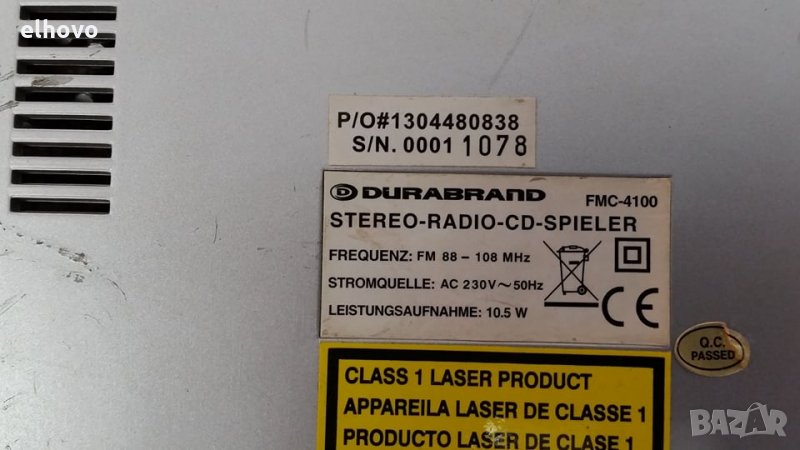 elhovo
P/O#1304480838
S/N. 0001 1078
D DURABRAND FMC-4100
STEREO-RADIO-CD-SPIELER
FREQUENZ: FM 88 – 108 MHz
STROMQUELLE: AC 230V ~ 50Hz
LEISTUNGSAUFNAHME: 10.5 W
CE
Q.C.
PASSED
CLASS 1 LASER PRODUCT
APPAREILA LASER DE CLASSE 1
PRODUCTO LASER DE CLASE 1
BAZAR